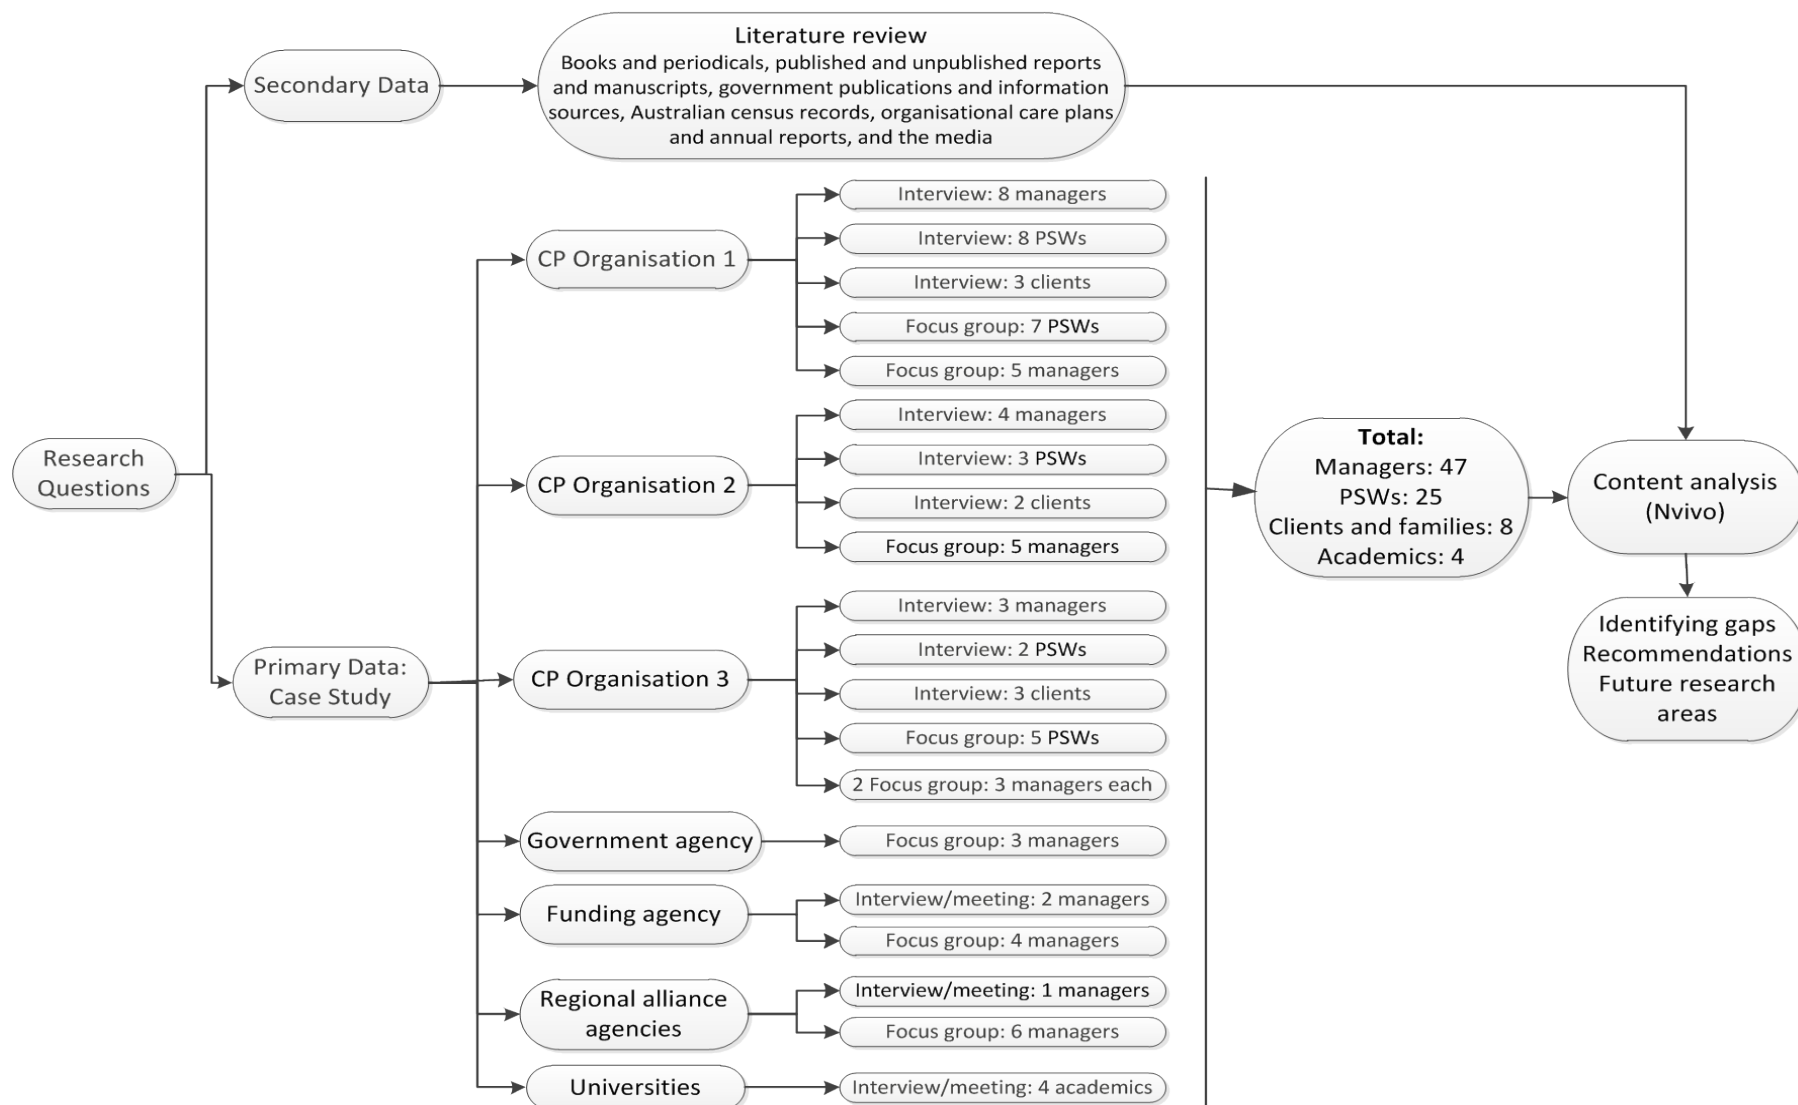 Research
Questions
Secondary Data
Literature review
Books and periodicals, published and unpublished reports
and manuscripts, government publications and information
sources, Australian census records, organisational care plans
and annual reports, and the media
Primary Data:
Case Study
CP Organisation 1
Interview: 8 managers
Interview: 8 PSWs
Interview: 3 clients
Focus group: 7 PSWs
Focus group: 5 managers
CP Organisation 2
Interview: 4 managers
Interview: 3 PSWs
Interview: 2 clients
Focus group: 5 managers
CP Organisation 3
Interview: 3 managers
Interview: 2 PSWs
Interview: 3 clients
Focus group: 5 PSWs
2 Focus group: 3 managers each
Government agency
Focus group: 3 managers
Funding agency
Interview/meeting: 2 managers
Focus group: 4 managers
Regional alliance
agencies
Interview/meeting: 1 managers
Focus group: 6 managers
Universities
Interview/meeting: 4 academics
Total:
Managers: 47
PSWs: 25
Clients and families: 8
Academics: 4
Content analysis
(Nvivo)
Identifying gaps
Recommendations
Future research
areas